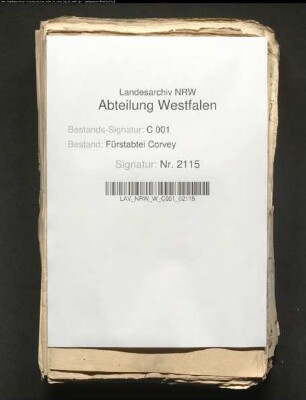 Landesarchiv NRW
Abteilung Westfalen
Bestands-Signatur: C 001
Bestand: Fürstabtei Corvey
Signatur: Nr. 2115
LAV_NRW_W_C001_02115